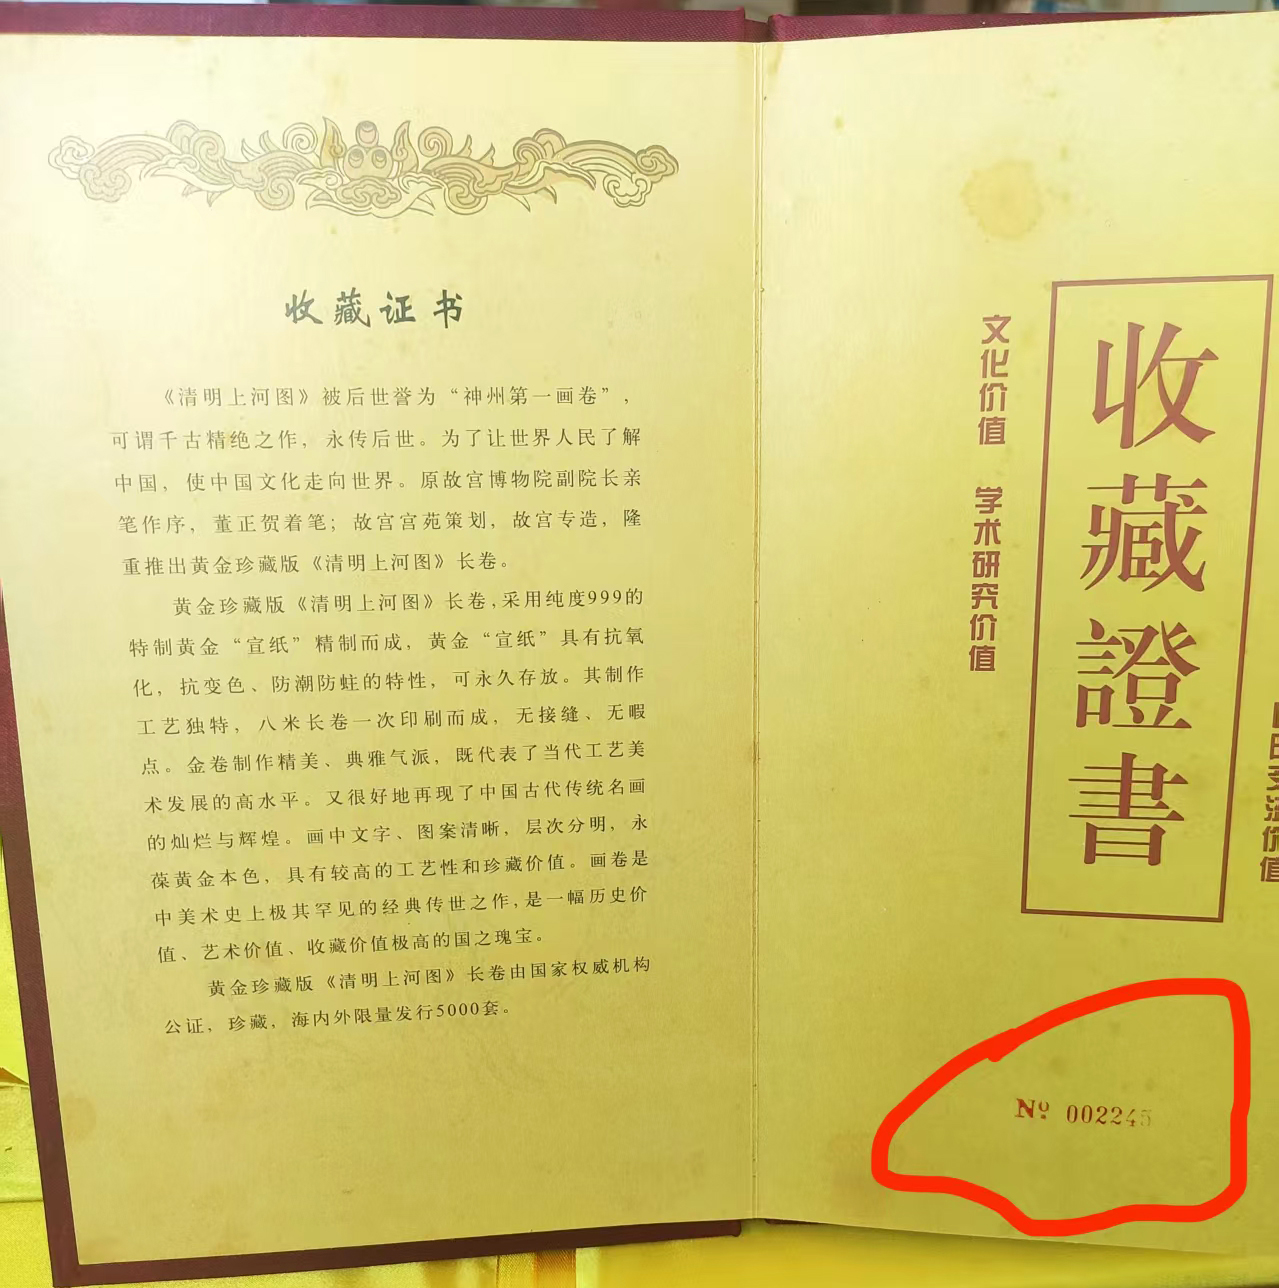 收藏证书
《清明上河图》被后世誉为“神州第一画卷”，
可谓千古精绝之作，永传后世。为了让世界人民了解
中国，使中国文化走向世界。原故宫博物院副院长亲
笔作序，董正贺着笔；故宫宫苑策划，故宫专造，隆
重推出黄金珍藏版《清明上河图》长卷。
黄金珍藏版《清明上河图》长卷,采用纯度999的
特制黄金“宣纸”精制而成，黄金“宣纸”具有抗氧
化，抗变色、防潮防蛀的特性，可永久存放。其制作
工艺独特，八米长卷一次印刷而成，无接缝、无暇
点。金卷制作精美、典雅气派，既代表了当代工艺美
术发展的高水平。又很好地再现了中国古代传统名画
的灿烂与辉煌。画中文字、图案清晰，层次分明，永
葆黄金本色，具有较高的工艺性和珍藏价值。画卷是
中美术史上极其罕见的经典传世之作,是一幅历史价
值、艺术价值、收藏价值极高的国之瑰宝。
黄金珍藏版《清明上河图》长卷由国家权威机构
公证，珍藏，海内外限量发行5000套。
收藏證書
文化价值 学术研究价值
№ 002245